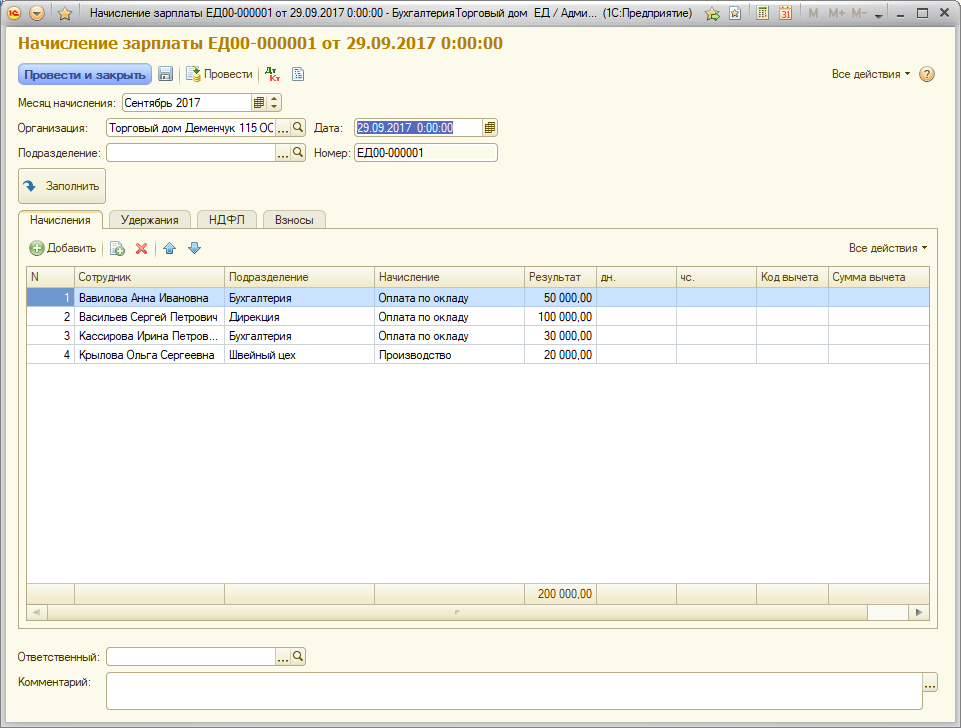 Начисление зарплаты ЕД00-000001 от 29.09.2017 0:00:00 - БухгалтерияТорговый дом ЕД / Адми... (1С:Предприятие) 31 M M+ M-
Начисление зарплаты ЕД00-000001 от 29.09.2017 0:00:00
Провести и закрыть Провести Дт Кт Все действия ?
Месяц начисления: Сентябрь 2017
Организация: Торговый дом Деменчук 115 ОС ... Дата: 29.09.2017 0:00:00
Подразделение: ... Номер: ЕД00-000001
Заполнить
Начисления Удержания НДФЛ Взносы
Добавить Все действия
N Сотрудник Подразделение Начисление Результат дн. чс. Код вычета Сумма вычета
1 Вавилова Анна Ивановна Бухгалтерия Оплата по окладу 50 000,00
2 Васильев Сергей Петрович Дирекция Оплата по окладу 100 000,00
3 Кассирова Ирина Петров... Бухгалтерия Оплата по окладу 30 000,00
4 Крылова Ольга Сергеевна Швейный цех Производство 20 000,00
200 000,00
Ответственный: ...
Комментарий: ...